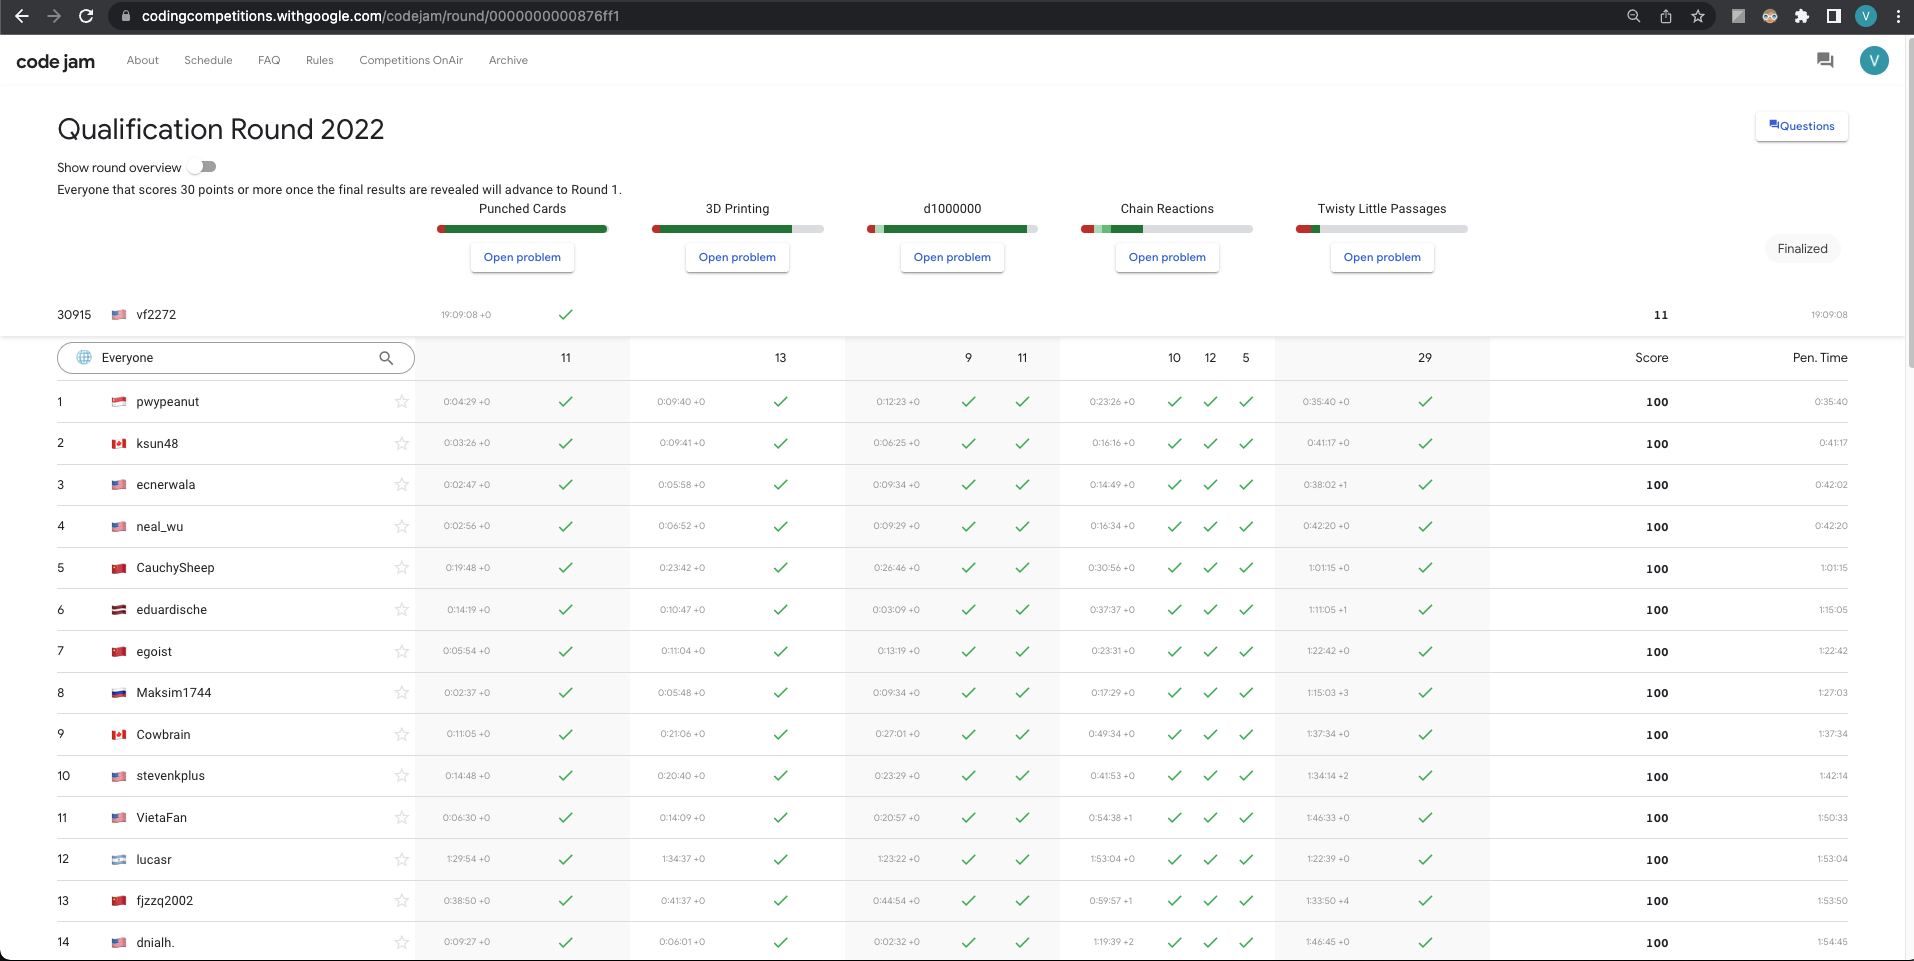 codingcompetitions.withgoogle.com/codejam/round/0000000000876ff1
V
code jam About Schedule FAQ Rules Competitions OnAir Archive V
Qualification Round 2022
Questions
Show round overview
Everyone that scores 30 points or more once the final results are revealed will advance to Round 1.
Punched Cards 3D Printing d1000000 Chain Reactions Twisty Little Passages
Open problem Open problem Open problem Open problem Open problem
Finalized
30915 vf2272 19:09:08 +0 11 19:09:08
Everyone 11 13 9 11 10 12 5 29 Score Pen. Time
1 pwypeanut 0:04:29 +0 0:09:40 +0 0:12:23 +0 0:23:26 +0 0:35:40 +0 100 0:35:40
2 ksun48 0:03:26 +0 0:09:41 +0 0:06:25 +0 0:16:16 +0 0:41:17 +0 100 0:41:17
3 ecnerwala 0:02:47 +0 0:05:58 +0 0:09:34 +0 0:14:49 +0 0:38:02 +1 100 0:42:02
4 neal_wu 0:02:56 +0 0:06:52 +0 0:09:29 +0 0:16:34 +0 0:42:20 +0 100 0:42:20
5 CauchySheep 0:19:48 +0 0:23:42 +0 0:26:46 +0 0:30:56 +0 1:01:15 +0 100 1:01:15
6 eduardische 0:14:19 +0 0:10:47 +0 0:03:09 +0 0:37:37 +0 1:11:05 +1 100 1:15:05
7 egoist 0:05:54 +0 0:11:04 +0 0:13:19 +0 0:23:31 +0 1:22:42 +0 100 1:22:42
8 Maksim1744 0:02:37 +0 0:05:48 +0 0:09:34 +0 0:17:29 +0 1:15:03 +3 100 1:27:03
9 Cowbrain 0:11:05 +0 0:21:06 +0 0:27:01 +0 0:49:34 +0 1:37:34 +0 100 1:37:34
10 stevenkplus 0:14:48 +0 0:20:40 +0 0:23:29 +0 0:41:53 +0 1:34:14 +2 100 1:42:14
11 VietaFan 0:06:30 +0 0:14:09 +0 0:20:57 +0 0:54:38 +1 1:46:33 +0 100 1:50:33
12 lucasr 1:29:54 +0 1:34:37 +0 1:23:22 +0 1:53:04 +0 1:22:39 +0 100 1:53:04
13 fjzzq2002 0:38:50 +0 0:41:37 +0 0:44:54 +0 0:59:57 +1 1:33:50 +4 100 1:53:50
14 dnialh. 0:09:27 +0 0:06:01 +0 0:02:32 +0 1:19:39 +2 1:46:45 +0 100 1:54:45